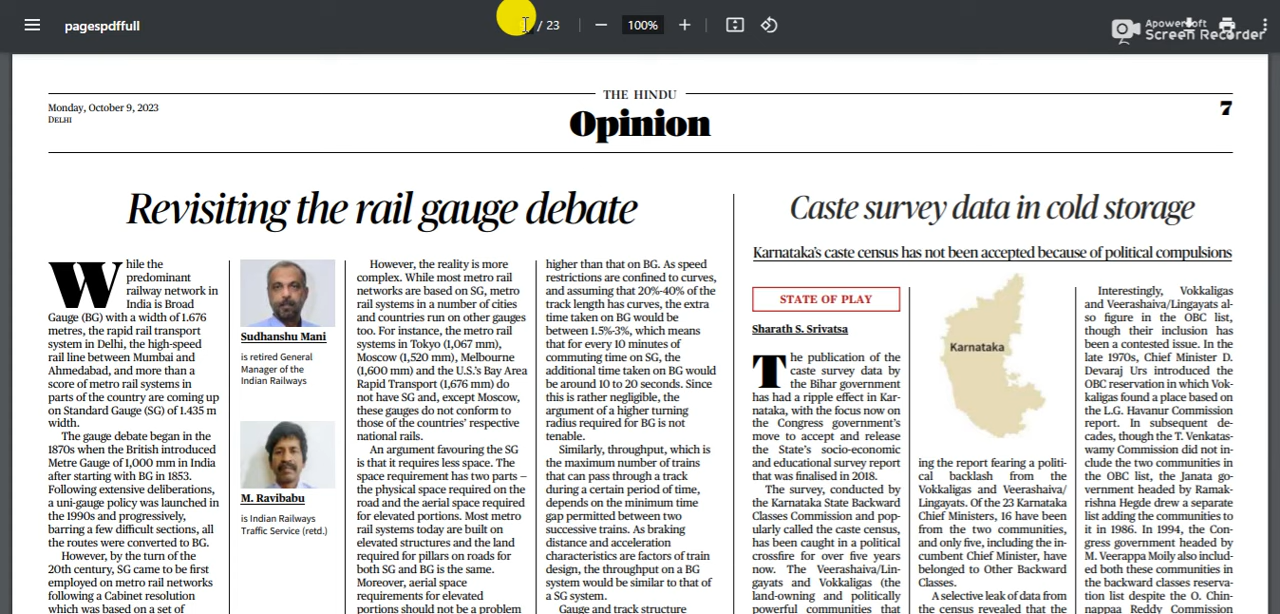 pagespdffull
/ 23
100%
Apowersoft
Screen Recorder
Monday, October 9, 2023
DELHI
THE HINDU
Opinion
7
Revisiting the rail gauge debate
While the
predominant
railway network in
India is Broad
Gauge (BG) with a width of 1.676
metres, the rapid rail transport
system in Delhi, the high-speed
rail line between Mumbai and
Ahmedabad, and more than a
score of metro rail systems in
parts of the country are coming up
on Standard Gauge (SG) of 1.435 m
width.
The gauge debate began in the
1870s when the British introduced
Metre Gauge of 1,000 mm in India
after starting with BG in 1853.
Following extensive deliberations,
a uni-gauge policy was launched in
the 1990s and progressively,
barring a few difficult sections, all
the routes were converted to BG.
However, by the turn of the
20th century, SG came to be first
employed on metro rail networks
following a Cabinet resolution
which was based on a set of
Sudhanshu Mani
is retired General
Manager of the
Indian Railways
M. Ravibabu
is Indian Railways
Traffic Service (retd.)
However, the reality is more
complex. While most metro rail
networks are based on SG, metro
rail systems in a number of cities
and countries run on other gauges
too. For instance, the metro rail
systems in Tokyo (1,067 mm),
Moscow (1,520 mm), Melbourne
(1,600 mm) and the U.S.'s Bay Area
Rapid Transport (1,676 mm) do
not have SG and, except Moscow,
these gauges do not conform to
those of the countries' respective
national rails.
An argument favouring the SG
is that it requires less space. The
space requirement has two parts –
the physical space required on the
road and the aerial space required
for elevated portions. Most metro
rail systems today are built on
elevated structures and the land
required for pillars on roads for
both SG and BG is the same.
Moreover, aerial space
requirements for elevated
portions should not be a problem
higher than that on BG. As speed
restrictions are confined to curves,
and assuming that 20%-40% of the
track length has curves, the extra
time taken on BG would be
between 1.5%-3%, which means
that for every 10 minutes of
commuting time on SG, the
additional time taken on BG would
be around 10 to 20 seconds. Since
this is rather negligible, the
argument of a higher turning
radius required for BG is not
tenable.
Similarly, throughput, which is
the maximum number of trains
that can pass through a track
during a certain period of time,
depends on the minimum time
gap permitted between two
successive trains. As braking
distance and acceleration
characteristics are factors of train
design, the throughput on a BG
system would be similar to that of
a SG system.
Gauge and track structure
Caste survey data in cold storage
Karnataka's caste census has not been accepted because of political compulsions
STATE OF PLAY
Sharath S. Srivatsa
The publication of the
caste survey data by
the Bihar government
has had a ripple effect in Kar-
nataka, with the focus now on
the Congress government's
move to accept and release
the State's socio-economic
and educational survey report
that was finalised in 2018.
The survey, conducted by
the Karnataka State Backward
Classes Commission and pop-
ularly called the caste census,
has been caught in a political
crossfire for over five years
now. The Veerashaiva/Lin-
gayats and Vokkaligas (the
land-owning and politically
powerful communities that
Karnataka
ing the report fearing a politi-
cal backlash from the
Vokkaligas and Veerashaiva/
Lingayats. Of the 23 Karnataka
Chief Ministers, 16 have been
from the two communities,
and only five, including the in-
cumbent Chief Minister, have
belonged to Other Backward
Classes.
A selective leak of data from
the census revealed that the
Interestingly, Vokkaligas
and Veerashaiva/Lingayats al-
so figure in the OBC list,
though their inclusion has
been a contested issue. In the
late 1970s, Chief Minister D.
Devaraj Urs introduced the
OBC reservation in which Vok-
kaligas found a place based on
the L.G. Havanur Commission
report. In subsequent de-
cades, though the T. Venkatas-
wamy Commission did not in-
clude the two communities in
the OBC list, the Janata go-
vernment headed by Ramak-
rishna Hegde drew a separate
list adding the communities to
it in 1986. In 1994, the Con-
gress government headed by
M. Veerappa Moily also includ-
ed both these communities in
the backward classes reserva-
tion list despite the O. Chin-
nappa Reddy Commission